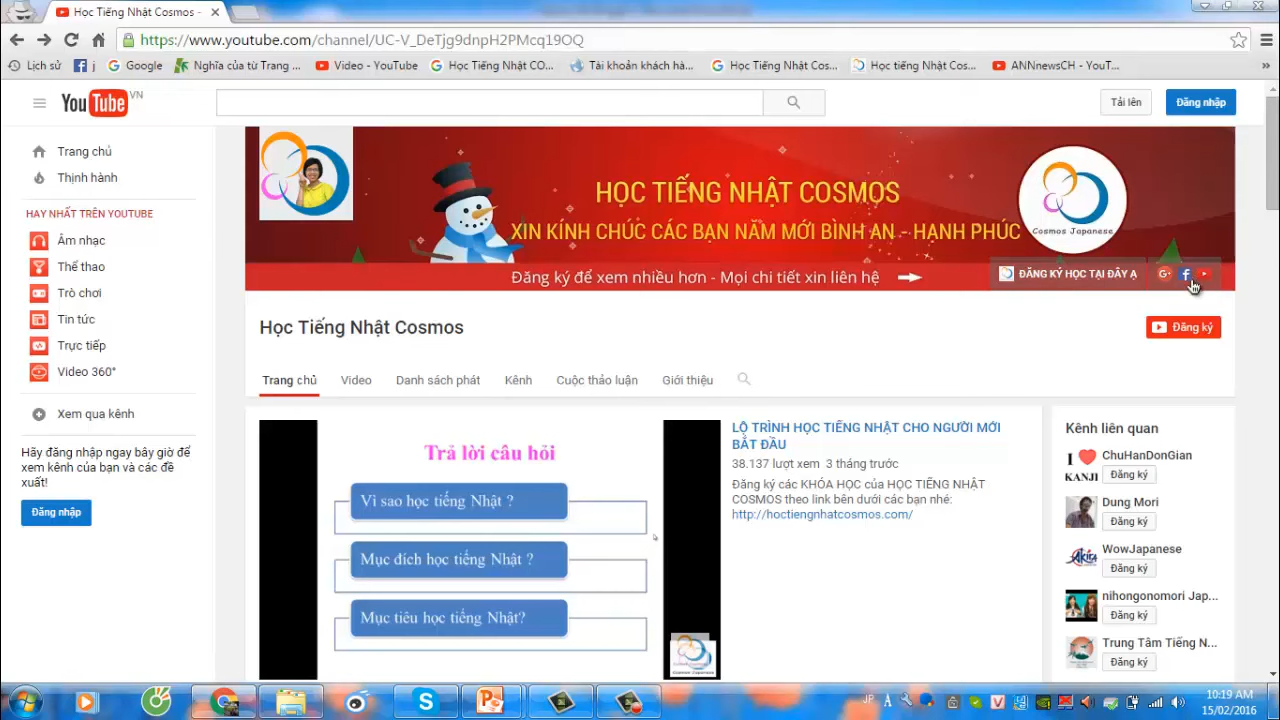 Học Tiếng Nhật Cosmos -
https://www.youtube.com/channel/UC-V_DeTjg9dnpH2PMcq19OQ
Lịch sử
j
Google
Nghĩa của từ Trang ...
Video - YouTube
Học Tiếng Nhật CO...
Tài khoản khách hà...
Học Tiếng Nhật Cos...
Học tiếng Nhật Cos...
ANNnewsCH - YouT...
»
YouTube VN
Tải lên
Đăng nhập
Trang chủ
Thịnh hành
HAY NHẤT TRÊN YOUTUBE
Âm nhạc
Thể thao
Trò chơi
Tin tức
Trực tiếp
Video 360°
Xem qua kênh
Hãy đăng nhập ngay bây giờ để
xem kênh của bạn và các đề
xuất!
Đăng nhập
HỌC TIẾNG NHẬT COSMOS
XIN KÍNH CHÚC CÁC BẠN NĂM MỚI BÌNH AN - HẠNH PHÚC
Cosmos Japanese
Đăng ký để xem nhiều hơn - Mọi chi tiết xin liên hệ
ĐĂNG KÝ HỌC TẠI ĐÂY Ạ
Học Tiếng Nhật Cosmos
Đăng ký
Trang chủ
Video
Danh sách phát
Kênh
Cuộc thảo luận
Giới thiệu
Trả lời câu hỏi
Vì sao học tiếng Nhật ?
Mục đích học tiếng Nhật ?
Mục tiêu học tiếng Nhật?
LỘ TRÌNH HỌC TIẾNG NHẬT CHO NGƯỜI MỚI
BẮT ĐẦU
38.137 lượt xem 3 tháng trước
Đăng ký các KHÓA HỌC của HỌC TIẾNG NHẬT
COSMOS theo link bên dưới các bạn nhé:
http://hoctiengnhatcosmos.com/
Kênh liên quan
I
KANJI
ChuHanDonGian
Đăng ký
Dung Mori
Đăng ký
Akira
WowJapanese
Đăng ký
nihongonomori Jap...
Đăng ký
Trung Tâm Tiếng N...
Đăng ký
JP
10:19 AM
15/02/2016